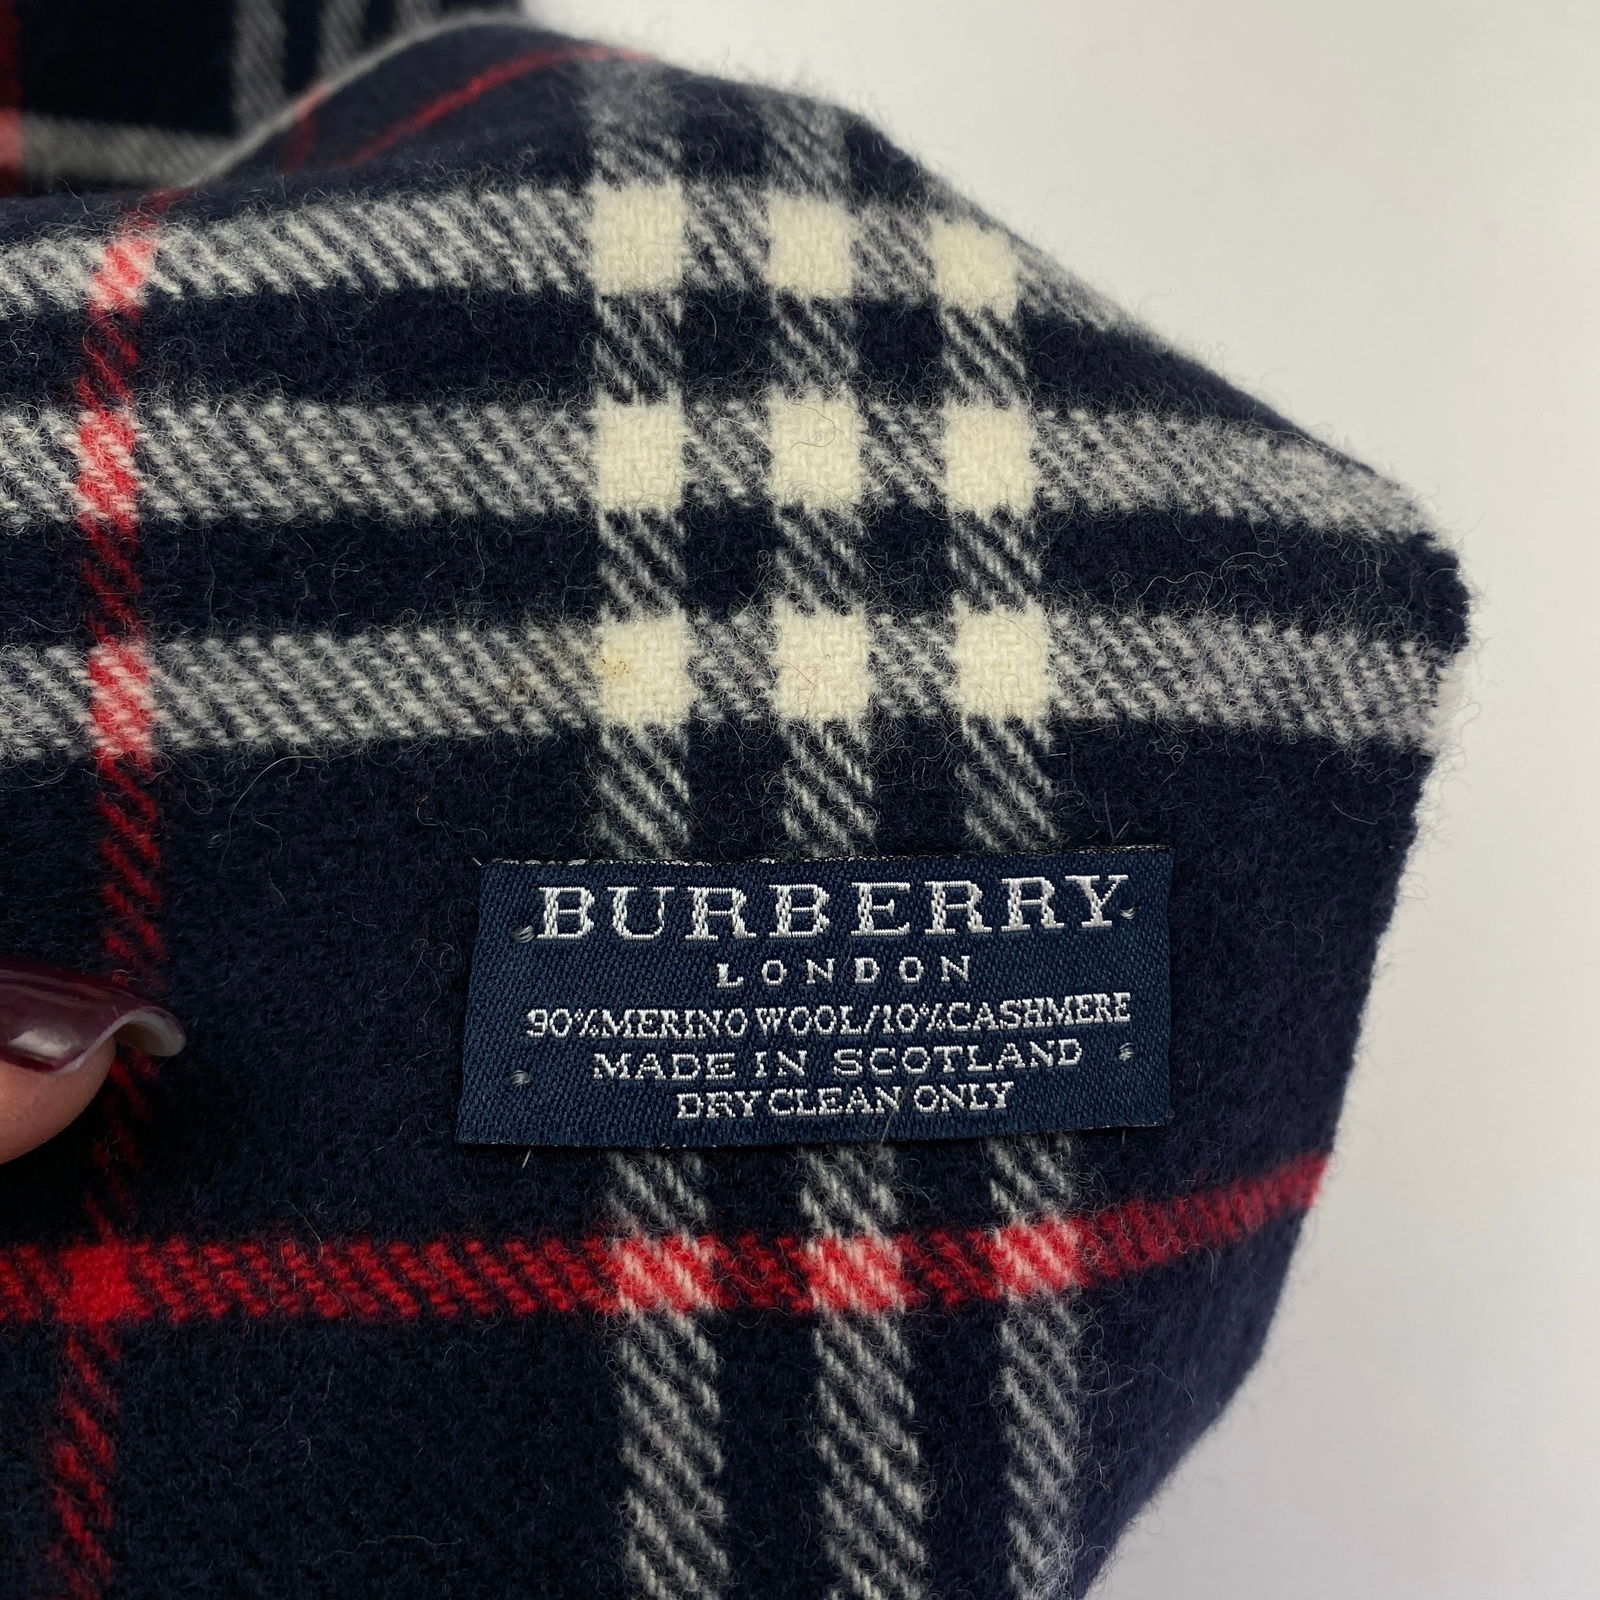 BURBERRY
LONDON
90%MERINO WOOL/10%CASHMERE
MADE IN SCOTLAND
DRY CLEAN ONLY